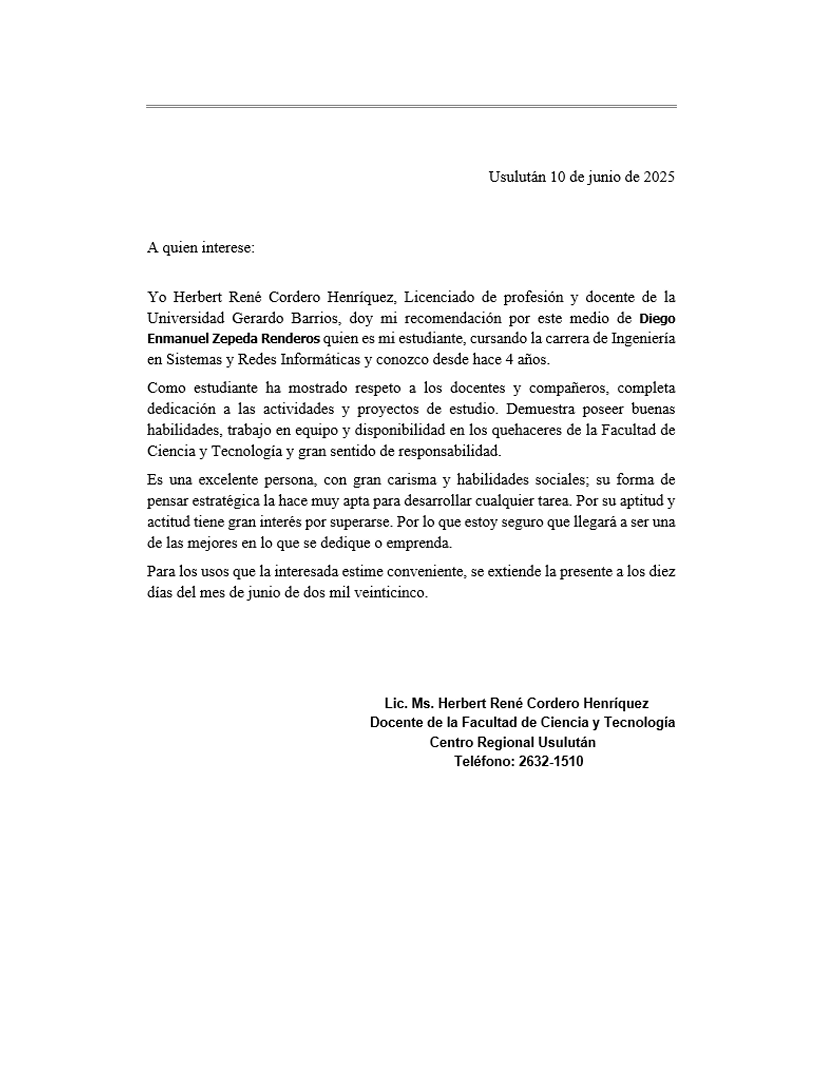 Usulután 10 de junio de 2025
A quien interese:
Yo Herbert René Cordero Henríquez, Licenciado de profesión y docente de la
Universidad Gerardo Barrios, doy mi recomendación por este medio de Diego
Enmanuel Zepeda Renderos quien es mi estudiante, cursando la carrera de Ingeniería
en Sistemas y Redes Informáticas y conozco desde hace 4 años.
Como estudiante ha mostrado respeto a los docentes y compañeros, completa
dedicación a las actividades y proyectos de estudio. Demuestra poseer buenas
habilidades, trabajo en equipo y disponibilidad en los quehaceres de la Facultad de
Ciencia y Tecnología y gran sentido de responsabilidad.
Es una excelente persona, con gran carisma y habilidades sociales; su forma de
pensar estratégica la hace muy apta para desarrollar cualquier tarea. Por su aptitud y
actitud tiene gran interés por superarse. Por lo que estoy seguro que llegará a ser una
de las mejores en lo que se dedique o emprenda.
Para los usos que la interesada estime conveniente, se extiende la presente a los diez
días del mes de junio de dos mil veinticinco.
Lic. Ms. Herbert René Cordero Henríquez
Docente de la Facultad de Ciencia y Tecnología
Centro Regional Usulután
Teléfono: 2632-1510